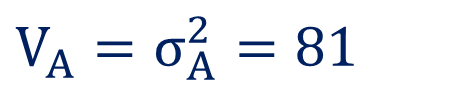 V_A = σ_A^2 = 81